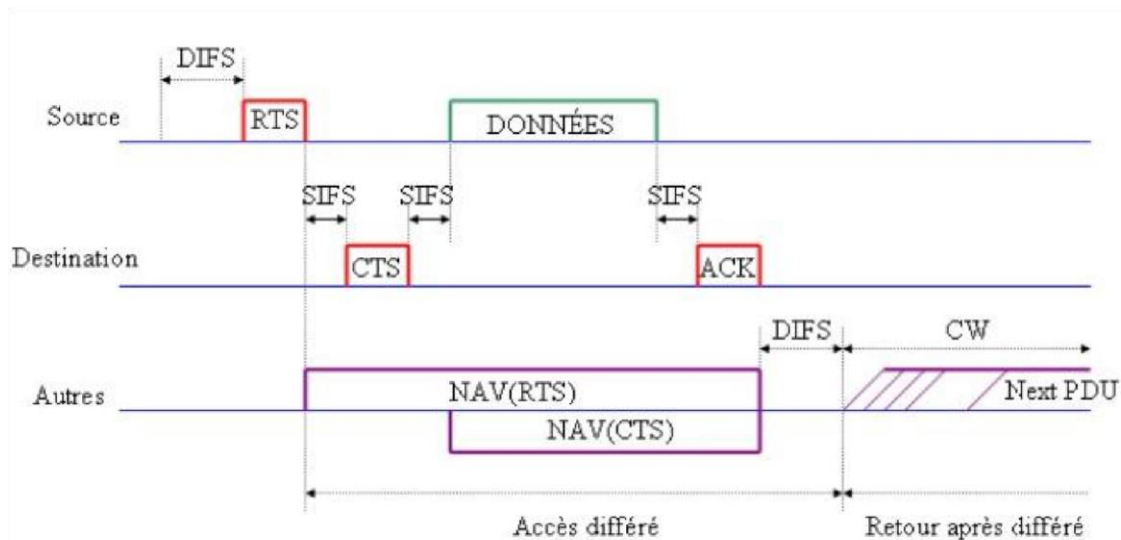 DIFS
Source
RTS
DONNÉES
SIFS
SIFS
SIFS
Destination
CTS
ACK
DIFS
CW
Autres
NAV(RTS)
Next PDU
NAV(CTS)
Accès différé
Retour après différé